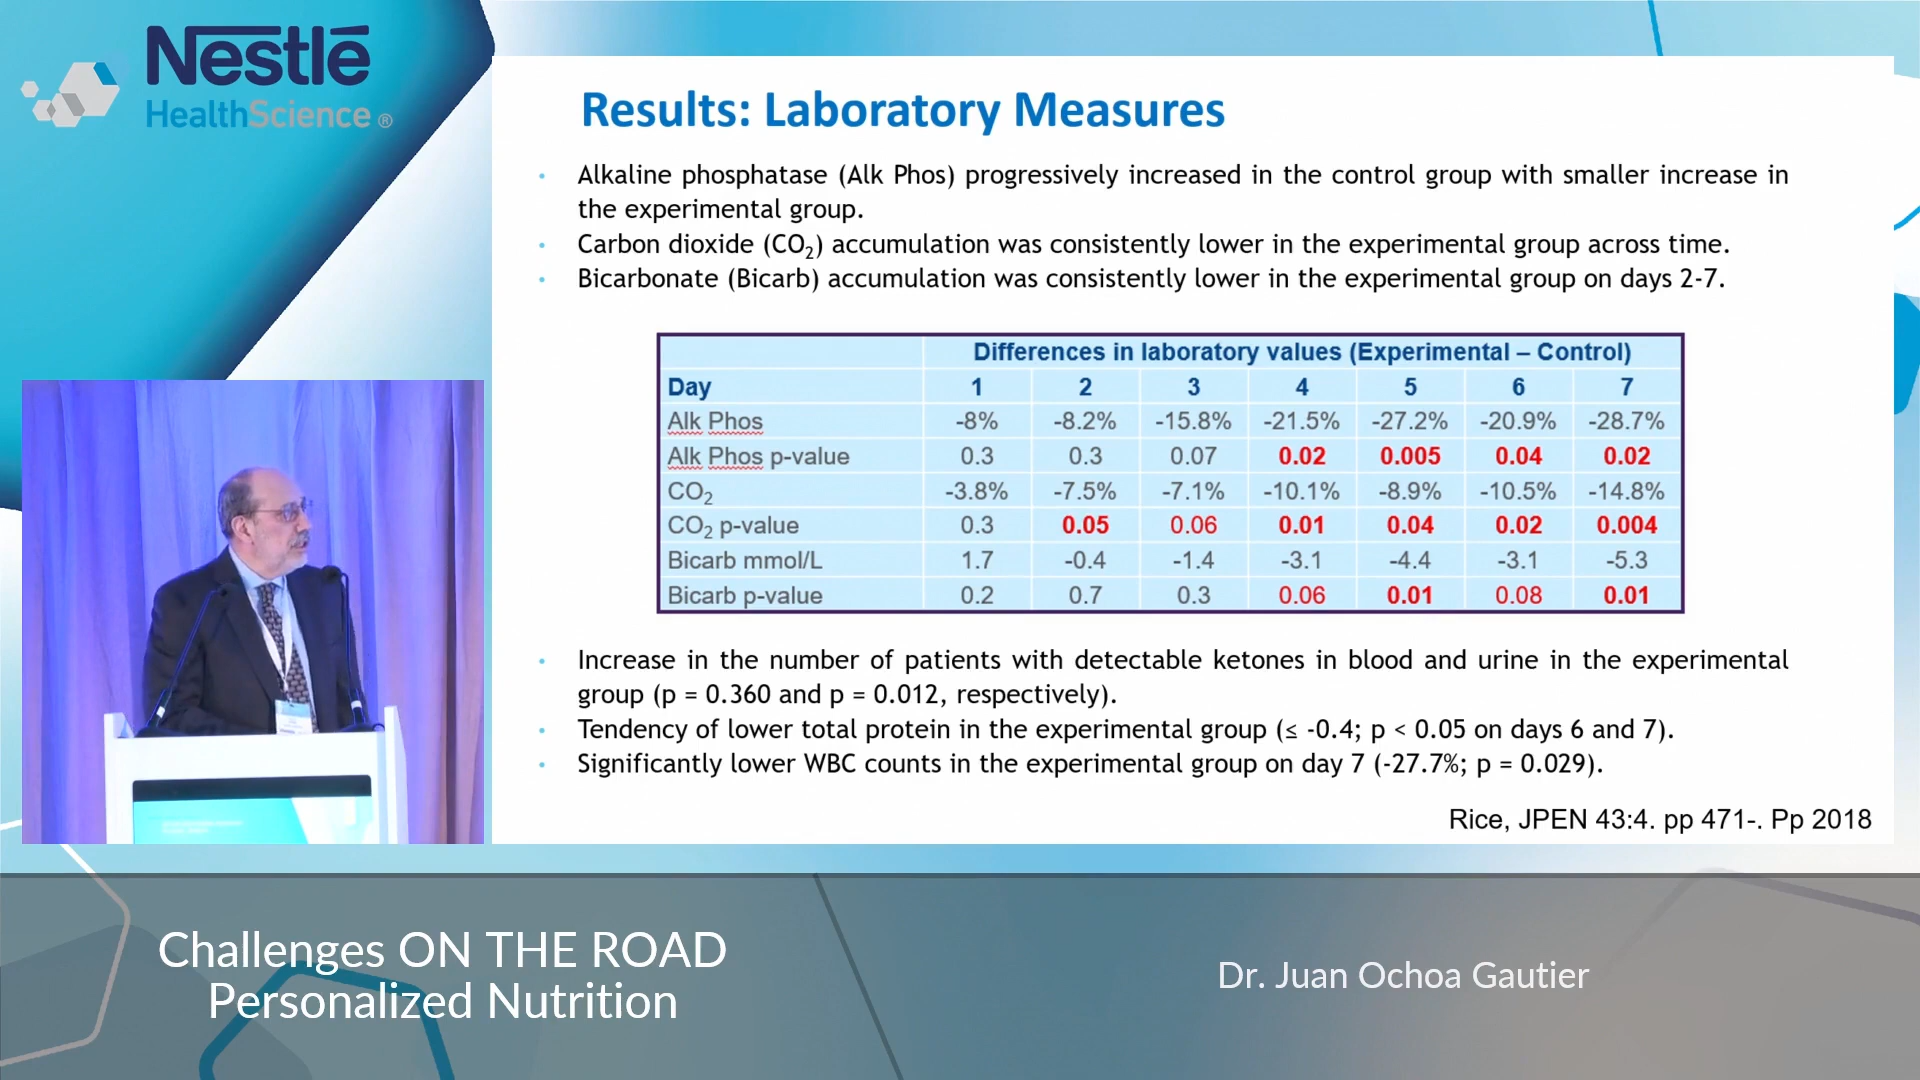 Nestlé
HealthScience®
Results: Laboratory Measures
• Alkaline phosphatase (Alk Phos) progressively increased in the control group with smaller increase in
the experimental group.
• Carbon dioxide (CO₂) accumulation was consistently lower in the experimental group across time.
• Bicarbonate (Bicarb) accumulation was consistently lower in the experimental group on days 2-7.
Differences in laboratory values (Experimental – Control)
Day 1 2 3 4 5 6 7
Alk Phos -8% -8.2% -15.8% -21.5% -27.2% -20.9% -28.7%
Alk Phos p-value 0.3 0.3 0.07 0.02 0.005 0.04 0.02
CO₂ -3.8% -7.5% -7.1% -10.1% -8.9% -10.5% -14.8%
CO₂ p-value 0.3 0.05 0.06 0.01 0.04 0.02 0.004
Bicarb mmol/L 1.7 -0.4 -1.4 -3.1 -4.4 -3.1 -5.3
Bicarb p-value 0.2 0.7 0.3 0.06 0.01 0.08 0.01
• Increase in the number of patients with detectable ketones in blood and urine in the experimental
group (p = 0.360 and p = 0.012, respectively).
• Tendency of lower total protein in the experimental group (≤ -0.4; p < 0.05 on days 6 and 7).
• Significantly lower WBC counts in the experimental group on day 7 (-27.7%; p = 0.029).
Rice, JPEN 43:4. pp 471-. Pp 2018
Challenges ON THE ROAD
Personalized Nutrition
Dr. Juan Ochoa Gautier